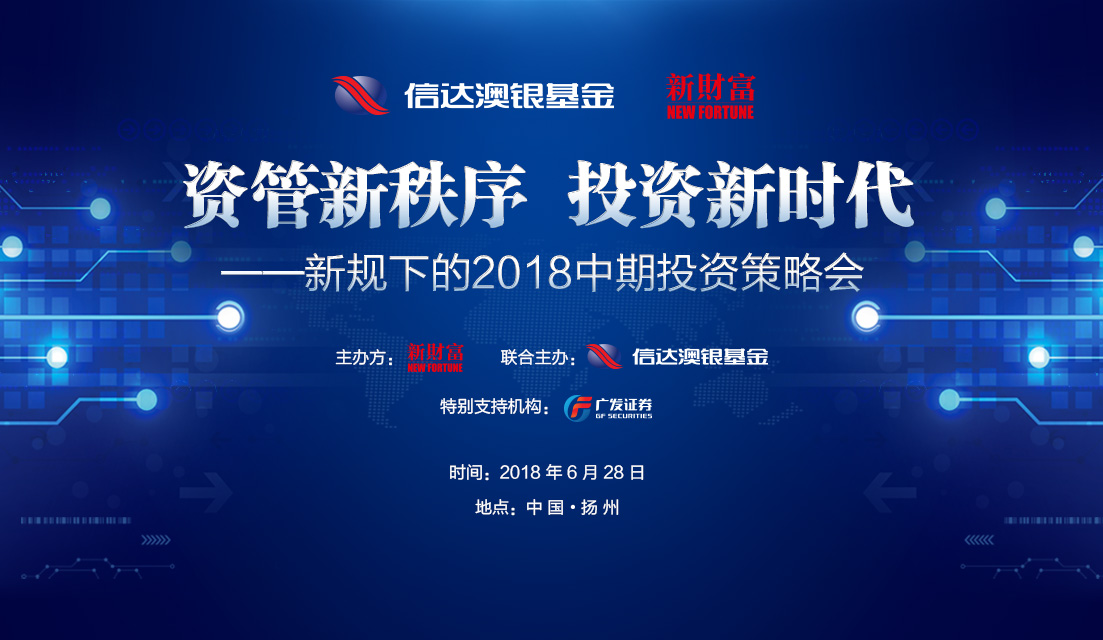 信达澳银基金 新財富
NEW FORTUNE
资管新秩序 投资新时代
——新规下的2018中期投资策略会
主办方：新財富 联合主办：信达澳银基金
NEW FORTUNE
特别支持机构：广发证券
GF SECURITIES
时间：2018 年 6 月 28 日
地点：中 国·扬 州